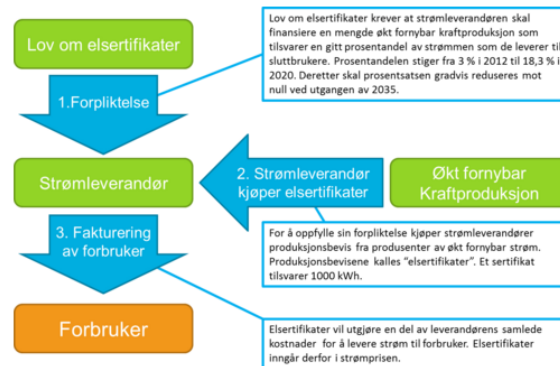 Lov om elsertifikater
Lov om elsertifikater krever at strømleverandøren skal
finansiere en mengde økt fornybar kraftproduksjon som
tilsvarer en gitt prosentandel av strømmen som de leverer til
sluttbrukere. Prosentandelen stiger fra 3 % i 2012 til 18,3 % i
2020. Deretter skal prosentsatsen gradvis reduseres mot
null ved utgangen av 2035.
1.Forpliktelse
Strømleverandør
2. Strømleverandør
kjøper elsertifikater
Økt fornybar
Kraftproduksjon
3. Fakturering
av forbruker
For å oppfylle sin forpliktelse kjøper strømleverandører
produksjonsbevis fra produsenter av økt fornybar strøm.
Produksjonsbevisene kalles "elsertifikater". Et sertifikat
tilsvarer 1000 kWh.
Forbruker
Elsertifikater vil utgjøre en del av leverandørens samlede
kostnader for å levere strøm til forbruker. Elsertifikater
inngår derfor i strømprisen.